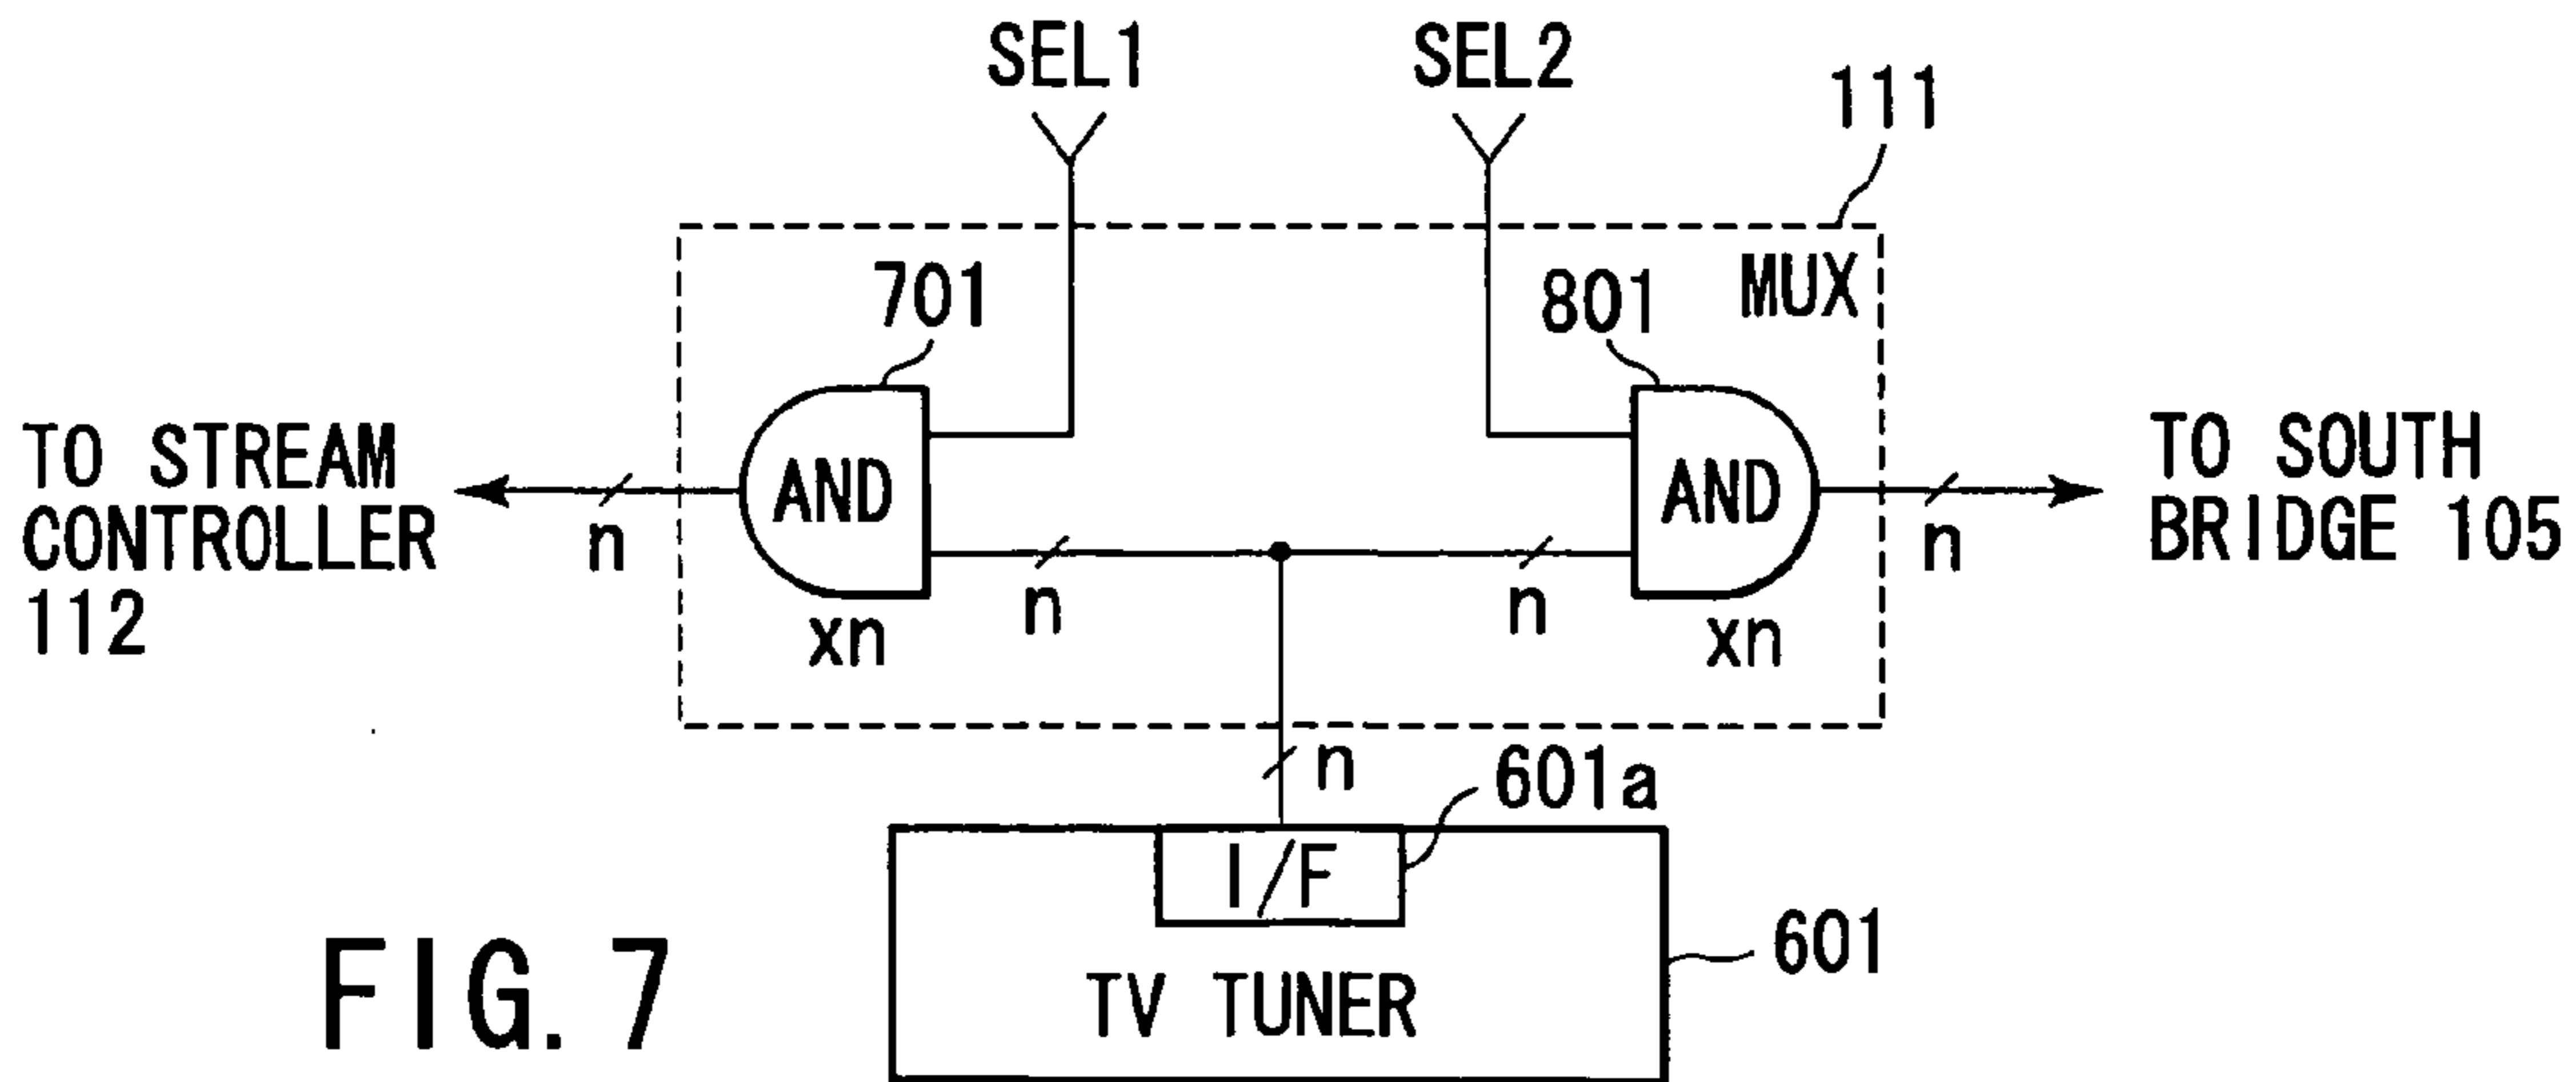 SEL1
SEL2
111
MUX
701
801
TO STREAM
CONTROLLER
112
AND
AND
TO SOUTH
BRIDGE 105
n
n
n
n
xn
xn
n
601a
I/F
601
TV TUNER
FIG. 7